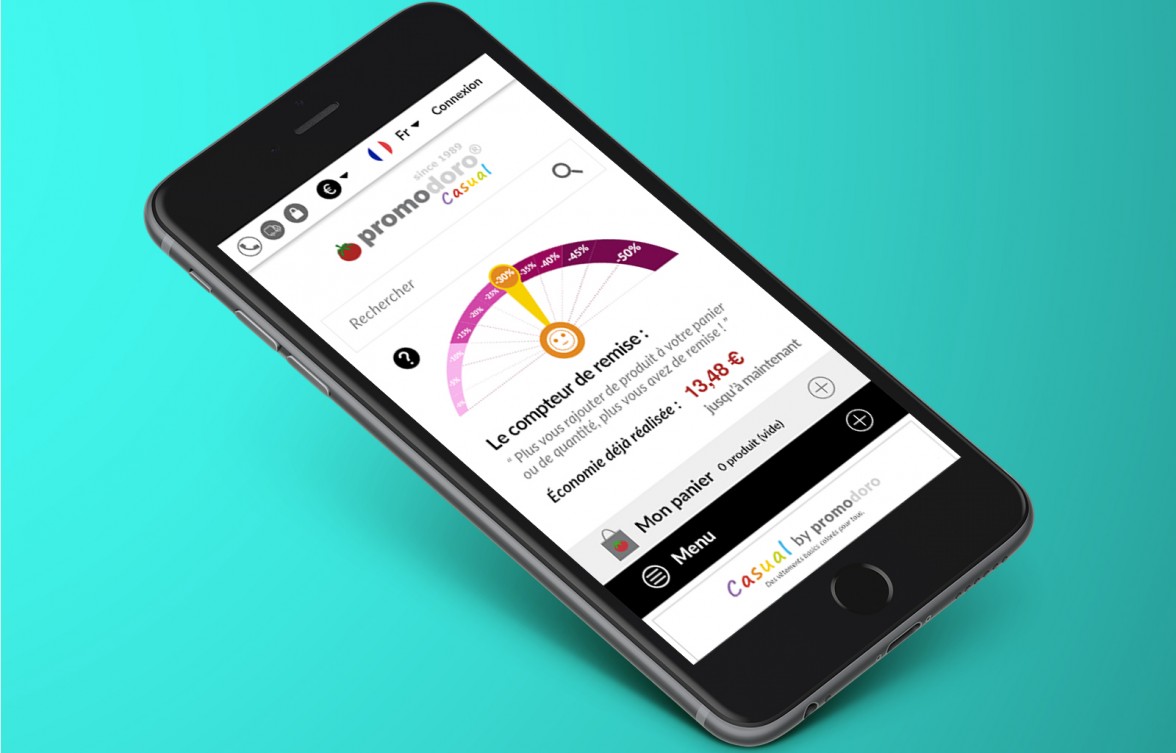 Fr Connexion
€
since 1989
promodoro®
Casual
Rechercher
?
0%
-5%
-10%
-15%
-20%
-25%
-30%
-35%
-40%
-45%
-50%
Le compteur de remise :
" Plus vous rajouter de produit à votre panier
ou de quantité, plus vous avez de remise ! "
Économie déjà réalisée : 13,48 €
jusqu'à maintenant
Mon panier 0 produit (vide)
Menu
Casual by promodoro
Des vêtements basics colorés pour tous.